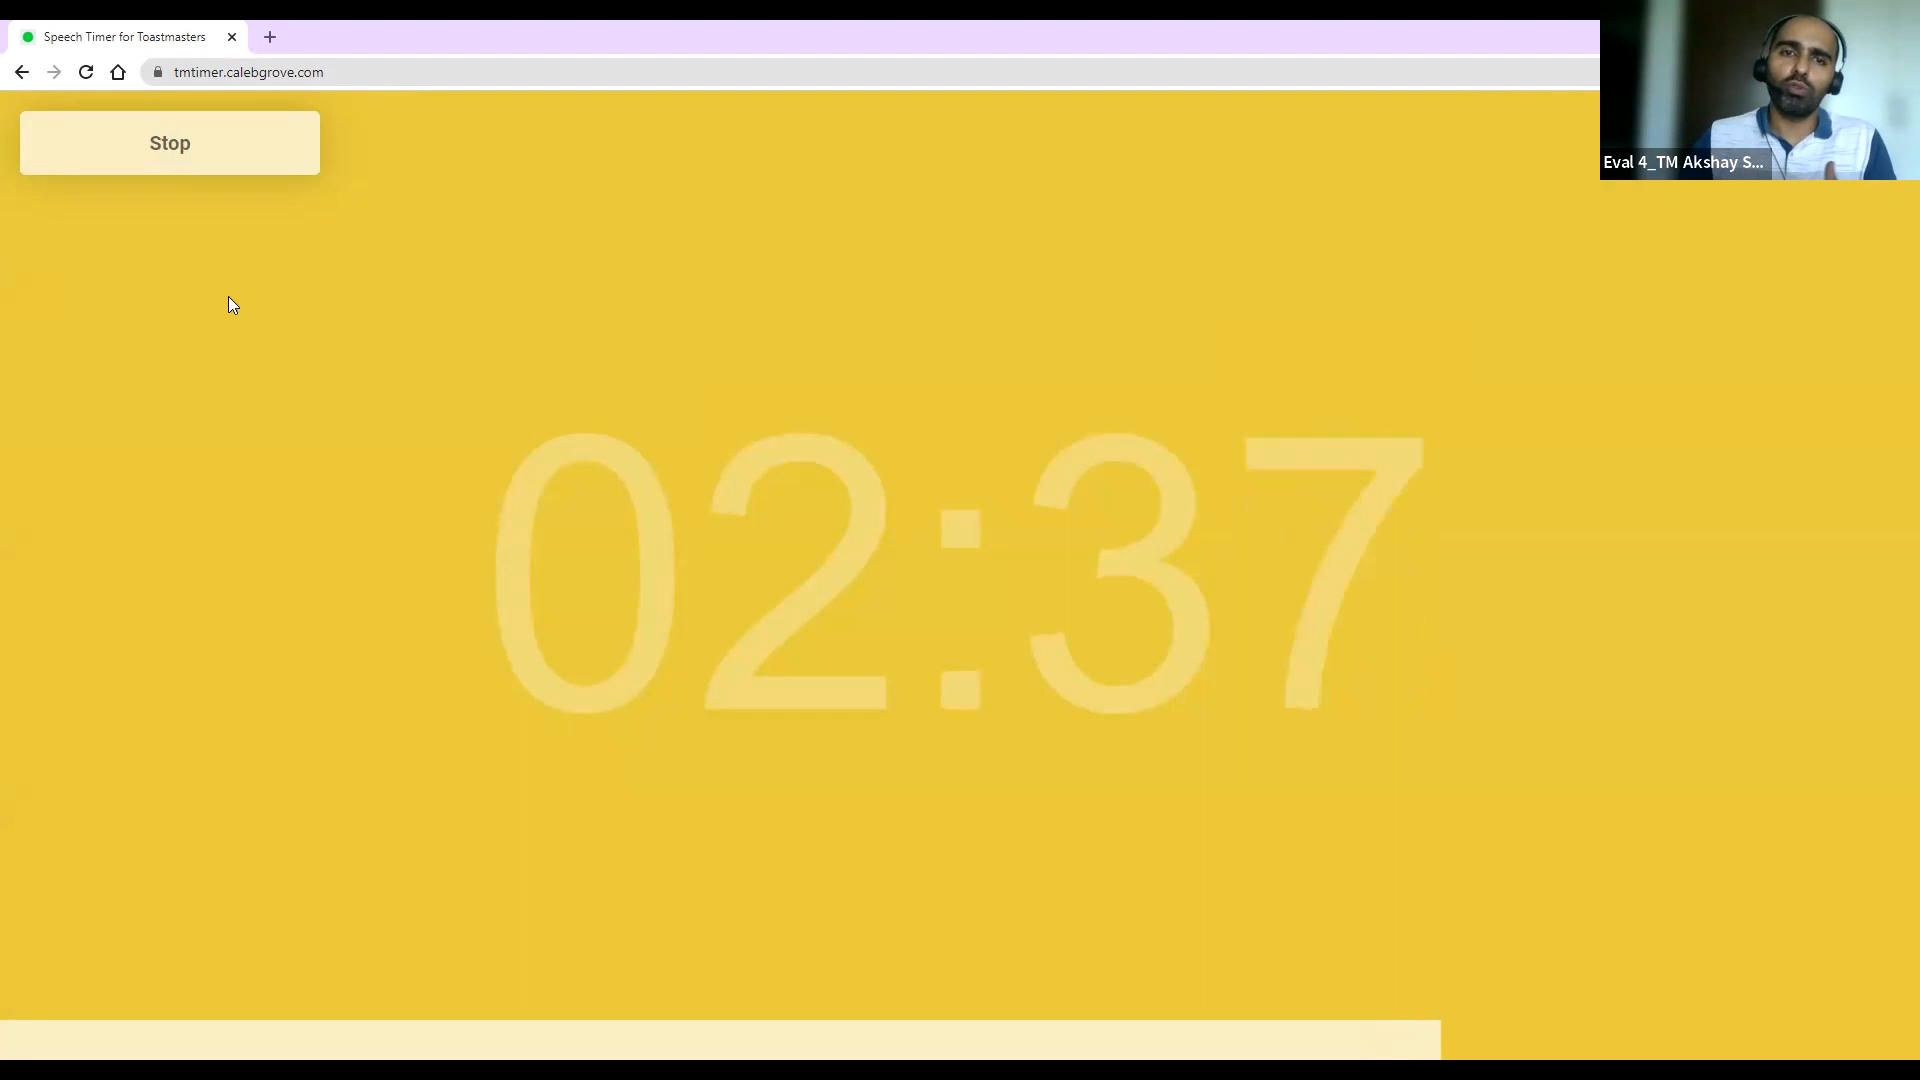 Speech Timer for Toastmasters
tmtimer.calebgrove.com
Stop
Eval 4_TM Akshay S...
02:37